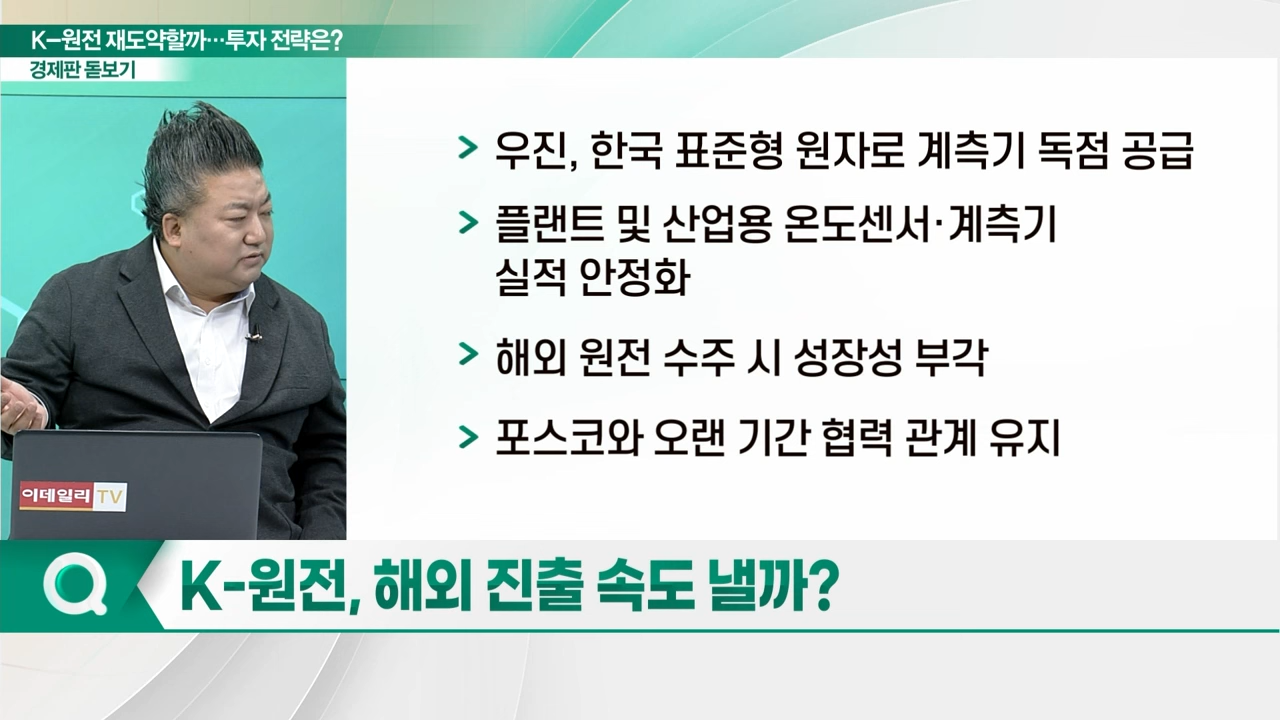 K-원전 재도약할까…투자 전략은?
경제판 돋보기
> 우진, 한국 표준형 원자로 계측기 독점 공급
> 플랜트 및 산업용 온도센서·계측기
실적 안정화
> 해외 원전 수주 시 성장성 부각
> 포스코와 오랜 기간 협력 관계 유지
이데일리TV
Q K-원전, 해외 진출 속도 낼까?